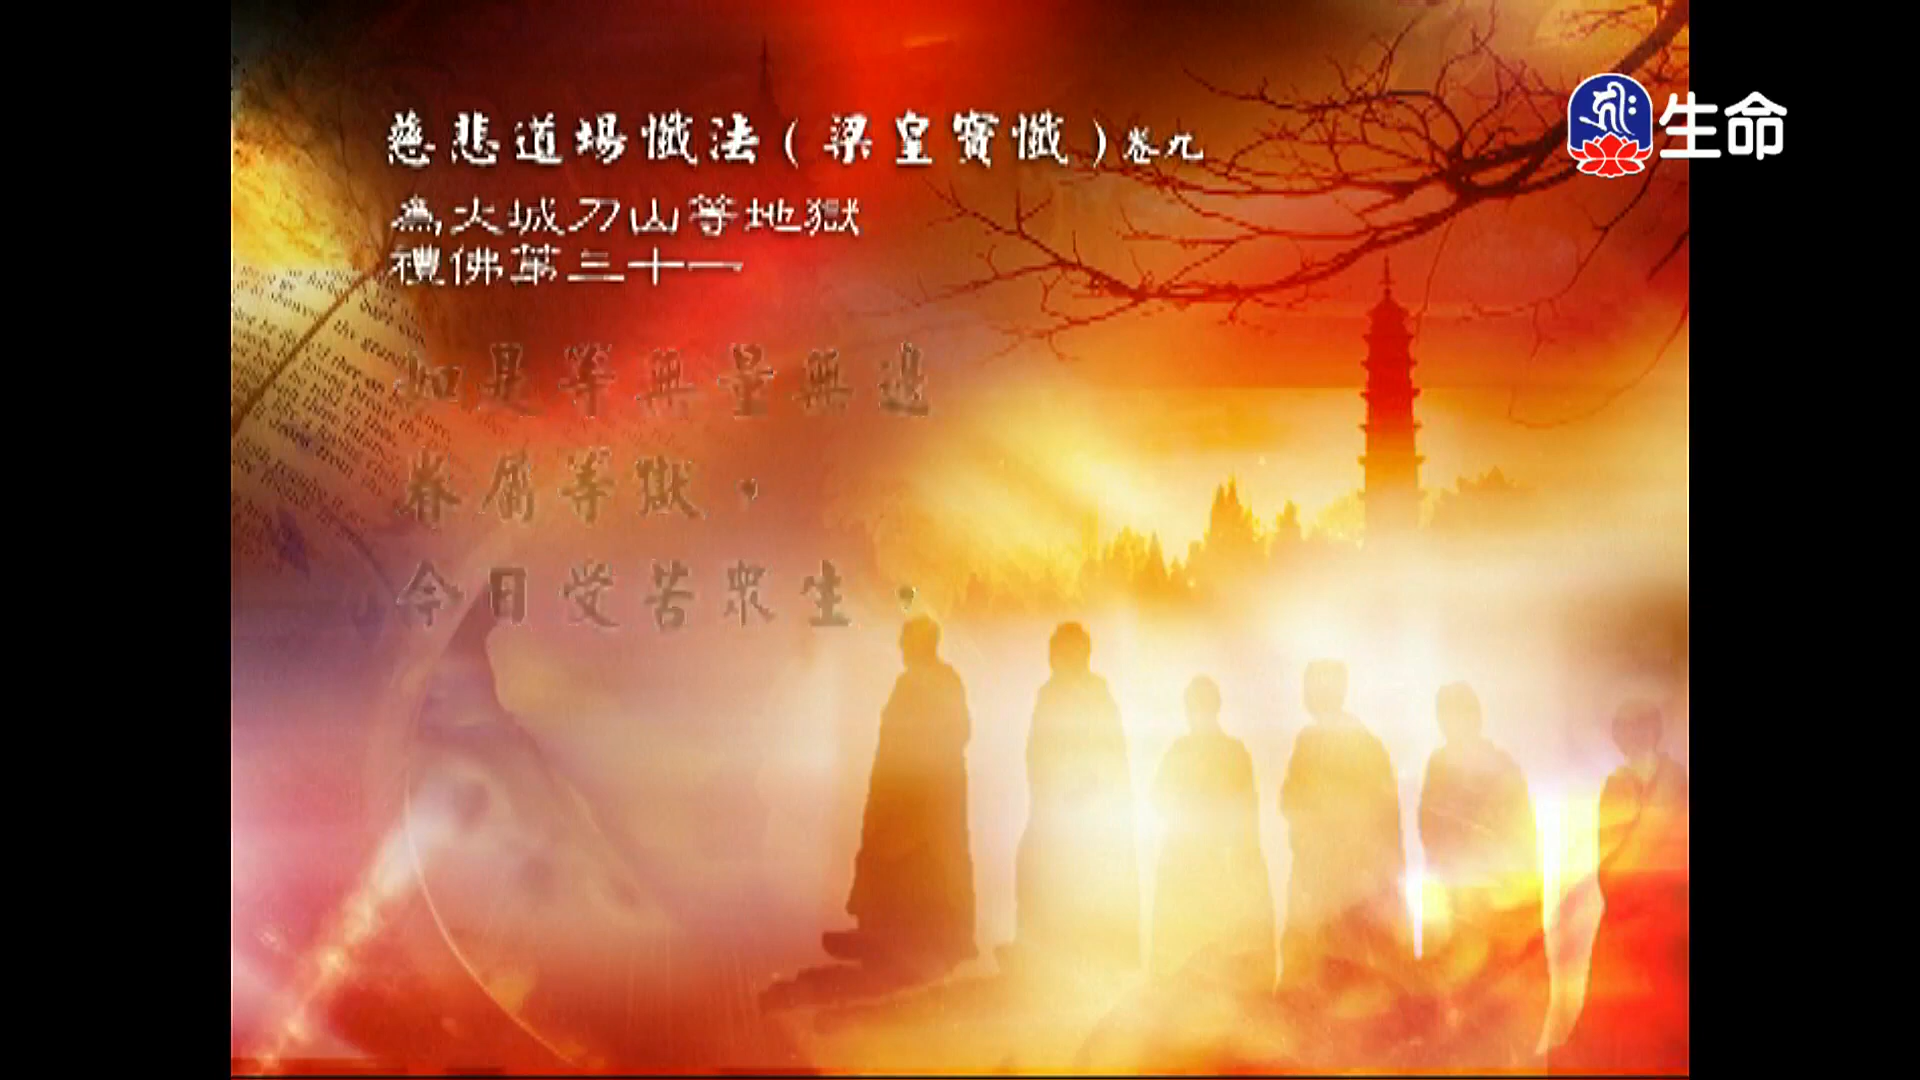 慈悲道場懺法(梁皇寶懺)卷九
生命
為火城刀山等地獄
禮佛第三十一
如是等無量無邊
眷屬等獄，
今日受苦眾生，